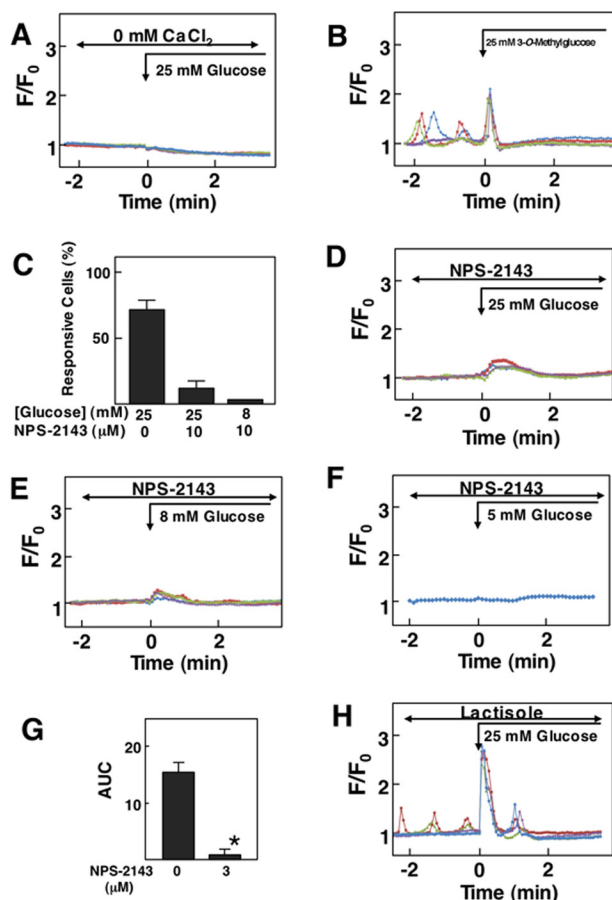 A
0 mM CaCl2
25 mM Glucose
F/F0
3
2
1
-2
0
2
Time (min)
B
25 mM 3-O-Methylglucose
F/F0
3
2
1
-2
0
2
Time (min)
C
Responsive Cells (%)
100
50
[Glucose] (mM) 25 25 8
NPS-2143 (μM) 0 10 10
D
NPS-2143
25 mM Glucose
F/F0
3
2
1
-2
0
2
Time (min)
E
NPS-2143
8 mM Glucose
F/F0
3
2
1
-2
0
2
Time (min)
F
NPS-2143
5 mM Glucose
F/F0
3
2
1
-2
0
2
Time (min)
G
AUC
20
10
*
NPS-2143 0 3
(μM)
H
Lactisole
25 mM Glucose
F/F0
3
2
1
-2
0
2
Time (min)